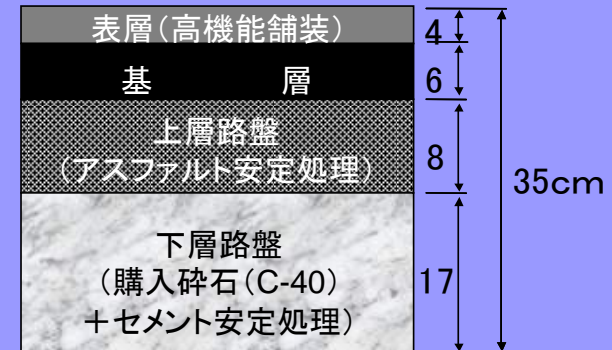 表層（高機能舗装）
4
基　　　層
6
上層路盤
（アスファルト安定処理）
8
35cm
下層路盤
（購入砕石（C-40）
＋セメント安定処理）
17